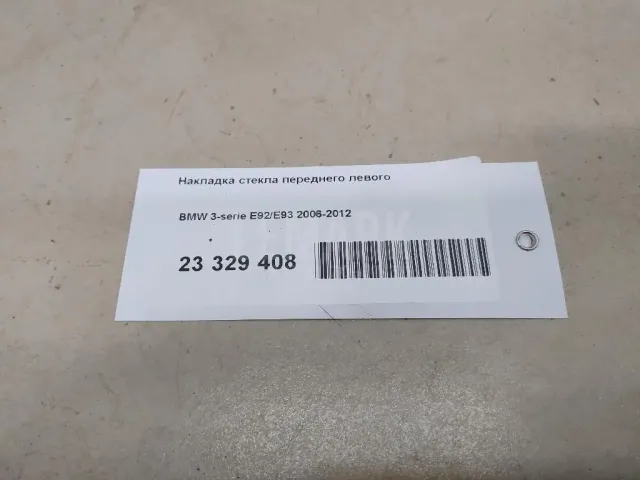 Накладка стекла переднего левого
BMW 3-serie E92/E93 2006-2012
23 329 408